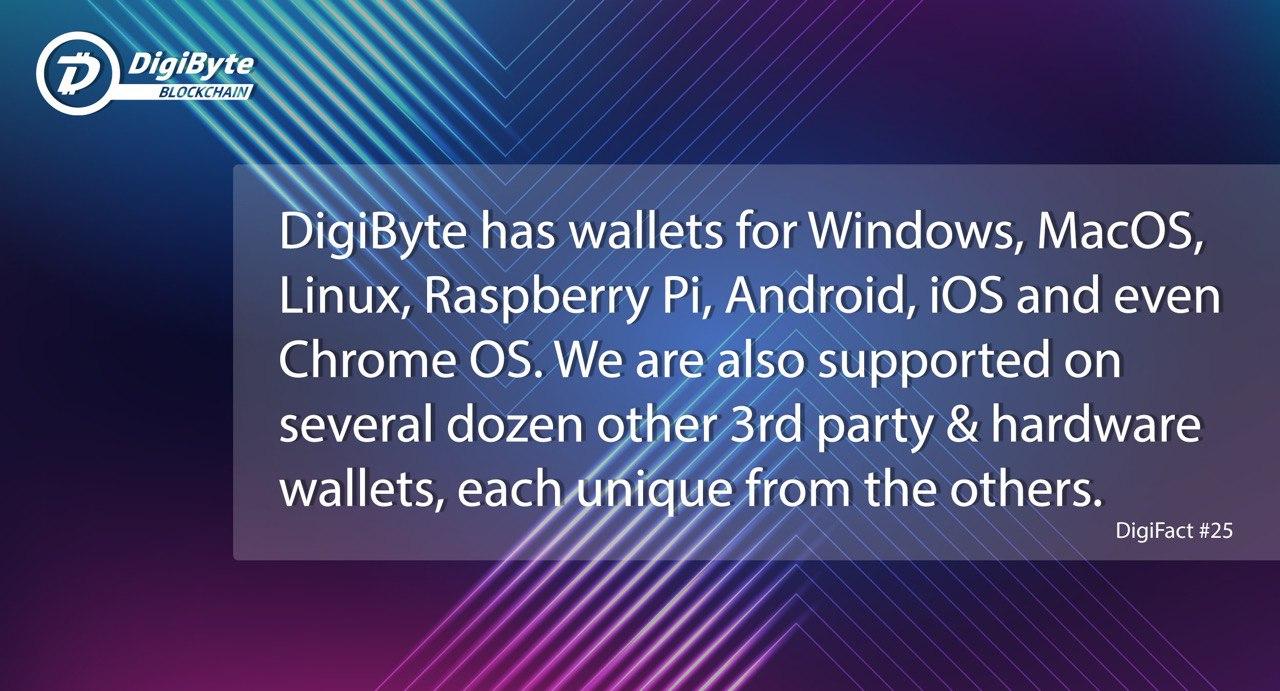 DigiByte
BLOCKCHAIN
DigiByte has wallets for Windows, MacOS,
Linux, Raspberry Pi, Android, iOS and even
Chrome OS. We are also supported on
several dozen other 3rd party & hardware
wallets, each unique from the others.
DigiFact #25